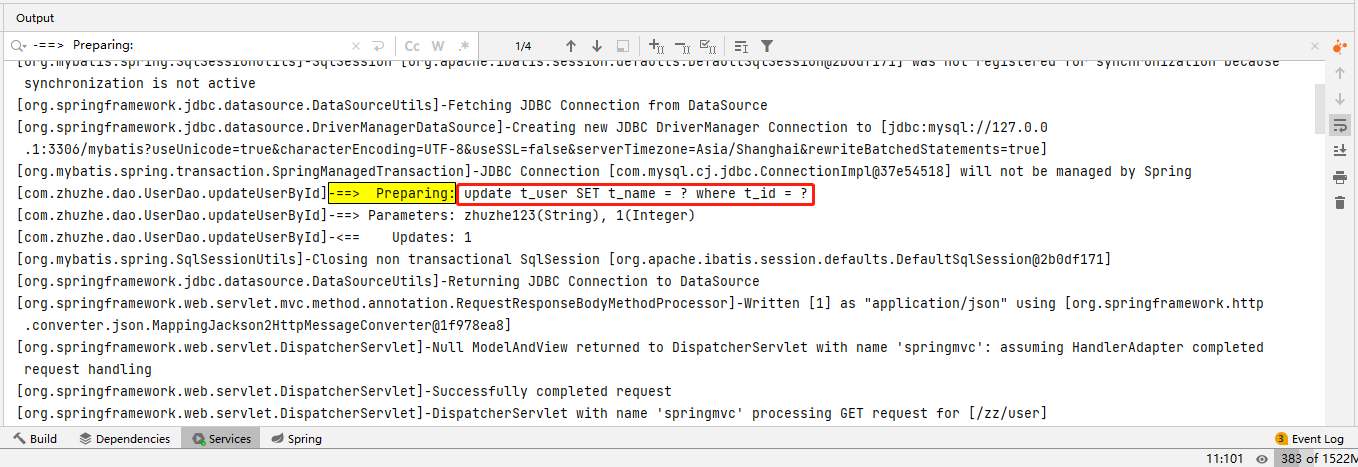 Output
-==>  Preparing:
Cc W .* 1/4
[org.mybatis.spring.SqlSessionUtils]-SqlSession [org.apache.ibatis.session.defaults.DefaultSqlSession@2b0df171] was not registered for synchronization because
synchronization is not active
[org.springframework.jdbc.datasource.DataSourceUtils]-Fetching JDBC Connection from DataSource
[org.springframework.jdbc.datasource.DriverManagerDataSource]-Creating new JDBC DriverManager Connection to [jdbc:mysql://127.0.0
.1:3306/mybatis?useUnicode=true&characterEncoding=UTF-8&useSSL=false&serverTimezone=Asia/Shanghai&rewriteBatchedStatements=true]
[org.mybatis.spring.transaction.SpringManagedTransaction]-JDBC Connection [com.mysql.cj.jdbc.ConnectionImpl@37e54518] will not be managed by Spring
[com.zhuzhe.dao.UserDao.updateUserById]-==>  Preparing: update t_user SET t_name = ? where t_id = ?
[com.zhuzhe.dao.UserDao.updateUserById]-==> Parameters: zhuzhe123(String), 1(Integer)
[com.zhuzhe.dao.UserDao.updateUserById]-<==    Updates: 1
[org.mybatis.spring.SqlSessionUtils]-Closing non transactional SqlSession [org.apache.ibatis.session.defaults.DefaultSqlSession@2b0df171]
[org.springframework.jdbc.datasource.DataSourceUtils]-Returning JDBC Connection to DataSource
[org.springframework.web.servlet.mvc.method.annotation.RequestResponseBodyMethodProcessor]-Written [1] as "application/json" using [org.springframework.http
.converter.json.MappingJackson2HttpMessageConverter@1f978ea8]
[org.springframework.web.servlet.DispatcherServlet]-Null ModelAndView returned to DispatcherServlet with name 'springmvc': assuming HandlerAdapter completed
request handling
[org.springframework.web.servlet.DispatcherServlet]-Successfully completed request
[org.springframework.web.servlet.DispatcherServlet]-DispatcherServlet with name 'springmvc' processing GET request for [/zz/user]
Build Dependencies Services Spring 3 Event Log
11:101 383 of 1522M